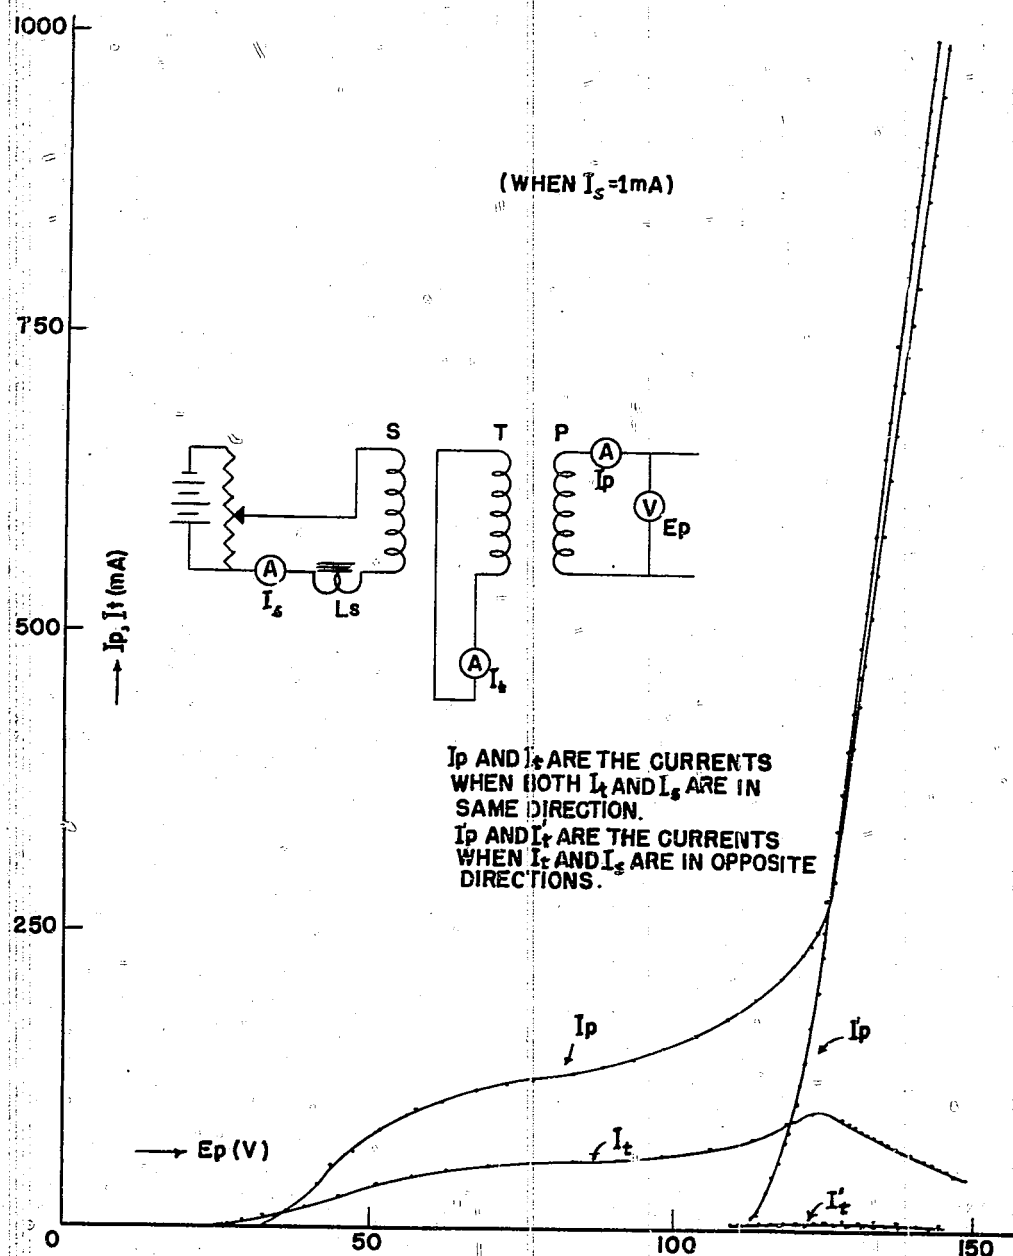 1000
(WHEN Is=1mA)
750
S
T
P
A
Ip
V
Ep
A
Is
Ls
A
It
Ip, It (mA)
500
Ip AND It ARE THE CURRENTS
WHEN BOTH It AND Is ARE IN
SAME DIRECTION.
I'p AND I't ARE THE CURRENTS
WHEN It AND Is ARE IN OPPOSITE
DIRECTIONS.
250
Ip
I'p
Ep (V)
It
I't
0
50
100
150